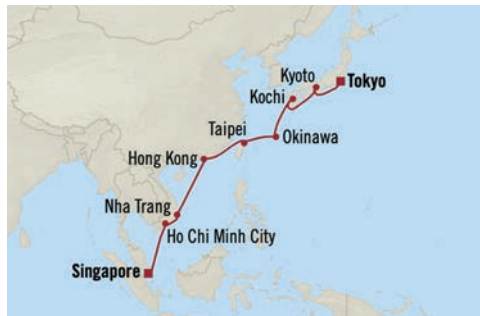 Kyoto
Tokyo
Kochi
Taipei
Okinawa
Hong Kong
Nha Trang
Ho Chi Minh City
Singapore